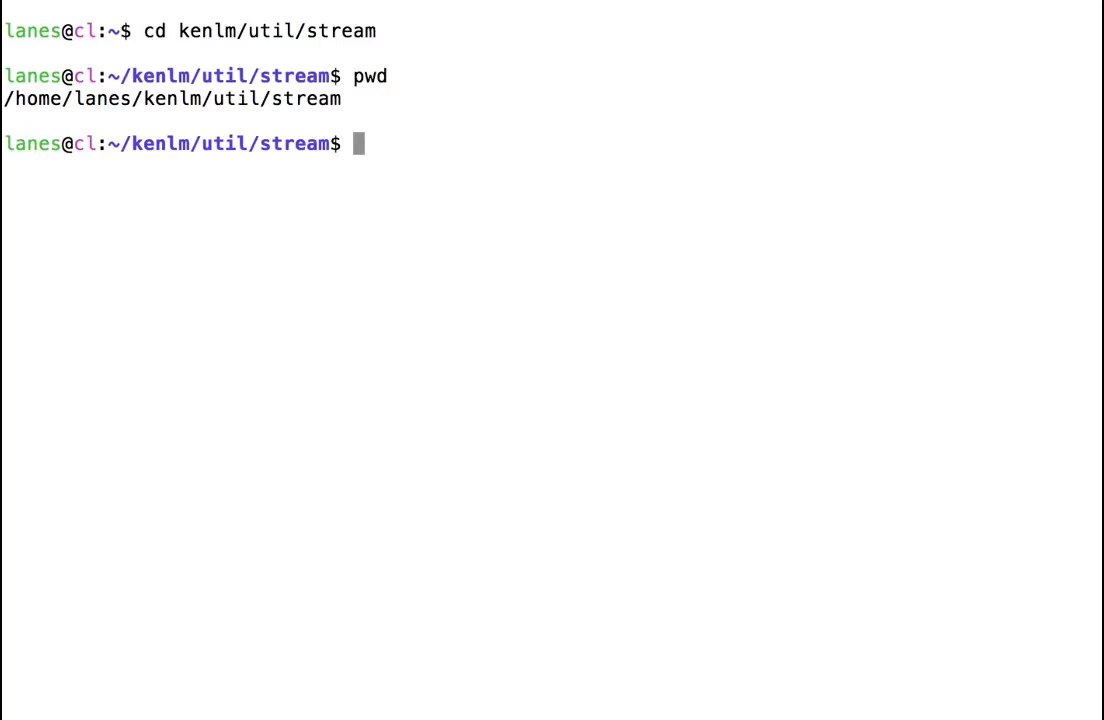 lanes@cl:~$ cd kenlm/util/stream
lanes@cl:~/kenlm/util/stream$ pwd
/home/lanes/kenlm/util/stream
lanes@cl:~/kenlm/util/stream$